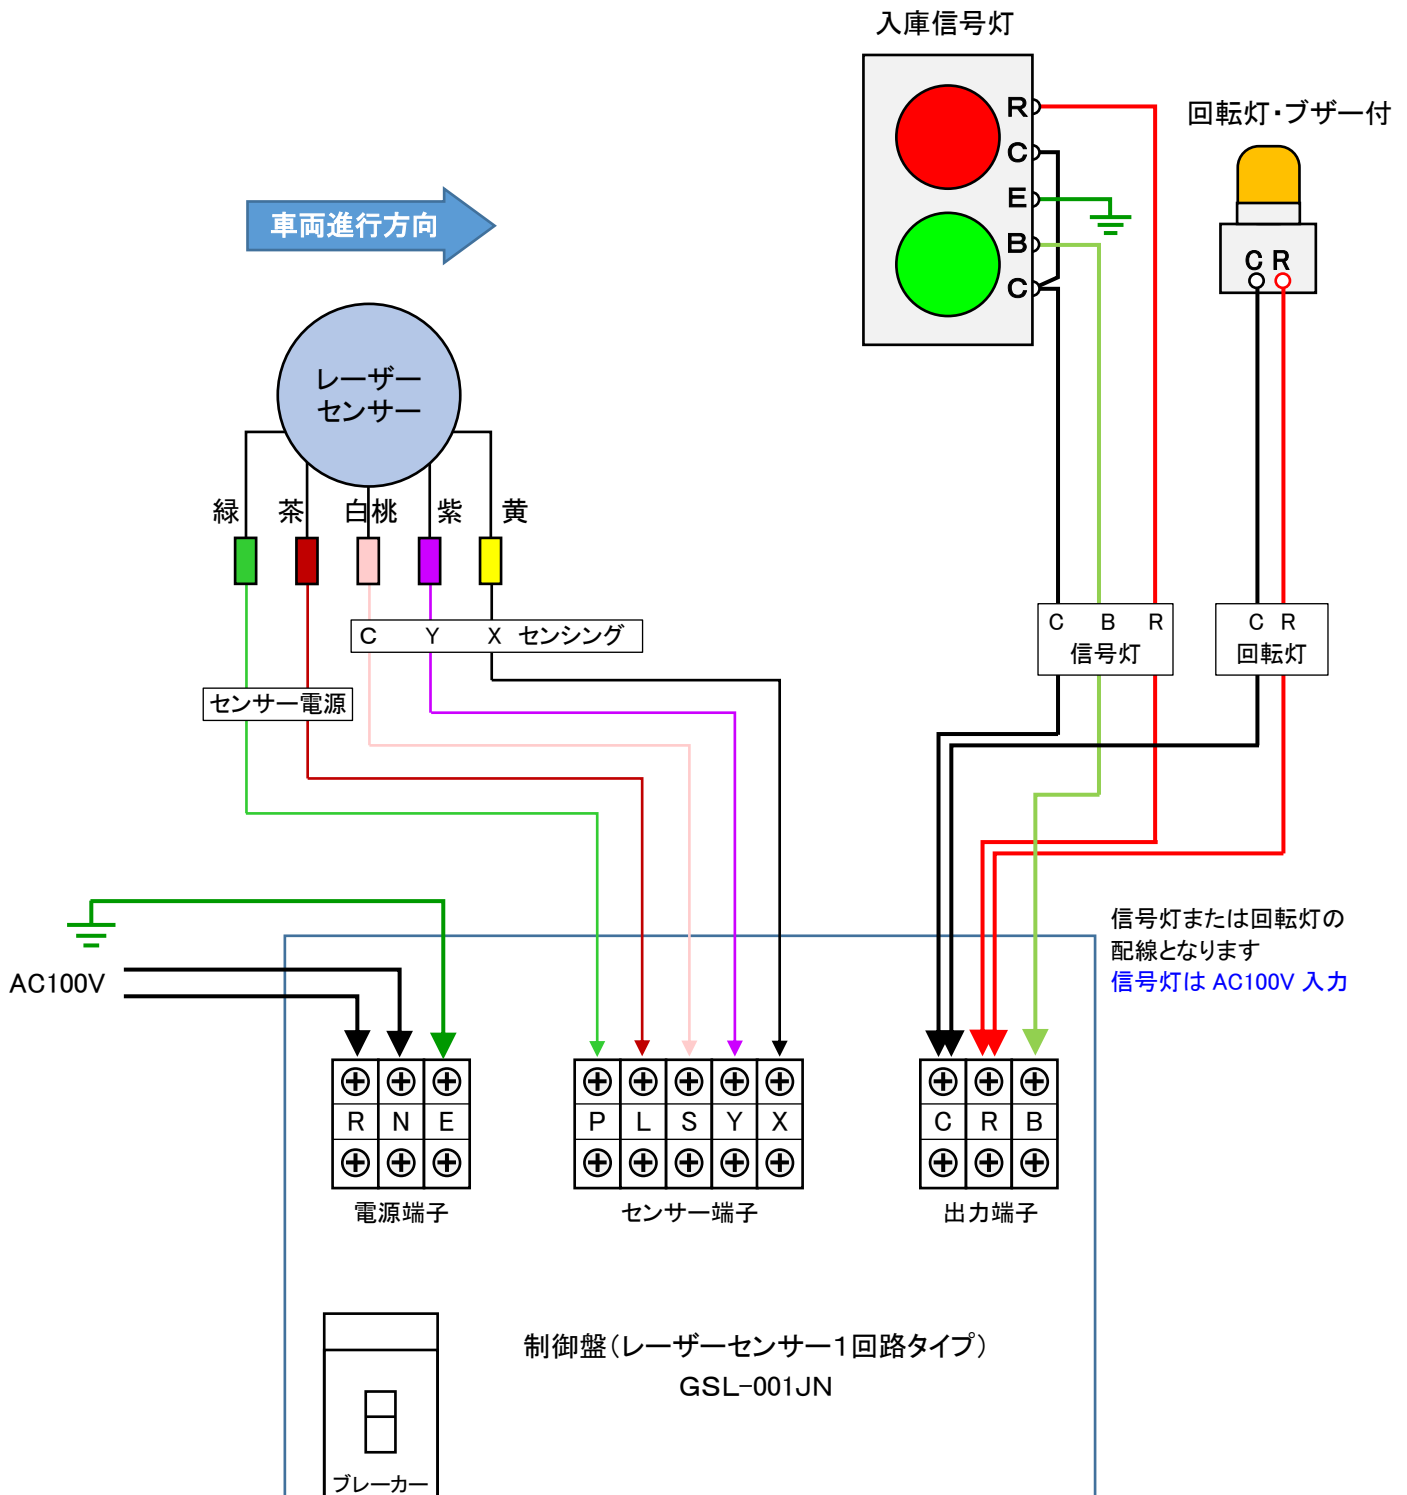 入庫信号灯
R
C
E
B
C
回転灯・ブザー付
C R
車両進行方向
レーザー
センサー
緑 茶 白桃 紫 黄
C Y X センシング
センサー電源
C B R
信号灯
C R
回転灯
信号灯または回転灯の
配線となります
信号灯は AC100V 入力
AC100V
R N E
電源端子
P L S Y X
センサー端子
C R B
出力端子
制御盤(レーザーセンサー1回路タイプ)
GSL-001JN
ブレーカー